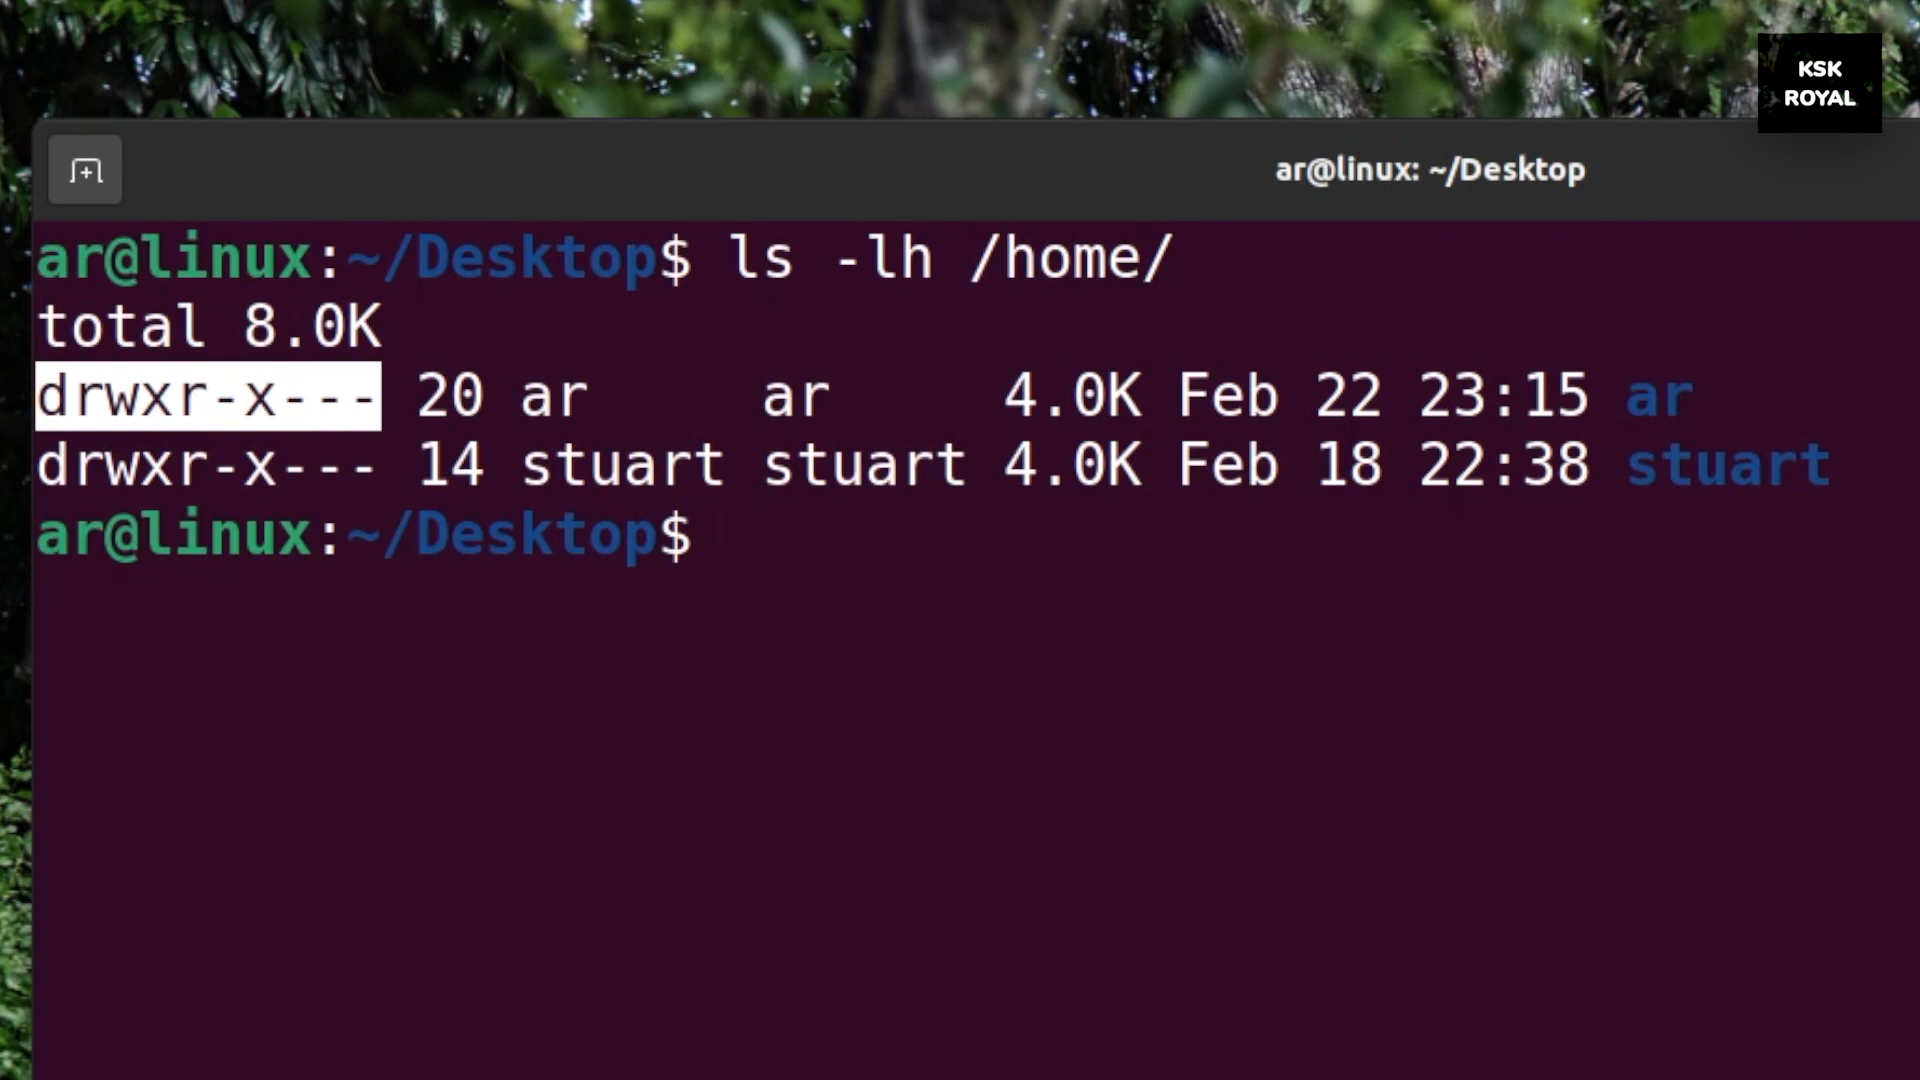 KSK
ROYAL
ar@linux: ~/Desktop
ar@linux:~/Desktop$ ls -lh /home/
total 8.0K
drwxr-x--- 20 ar     ar     4.0K Feb 22 23:15 ar
drwxr-x--- 14 stuart stuart 4.0K Feb 18 22:38 stuart
ar@linux:~/Desktop$